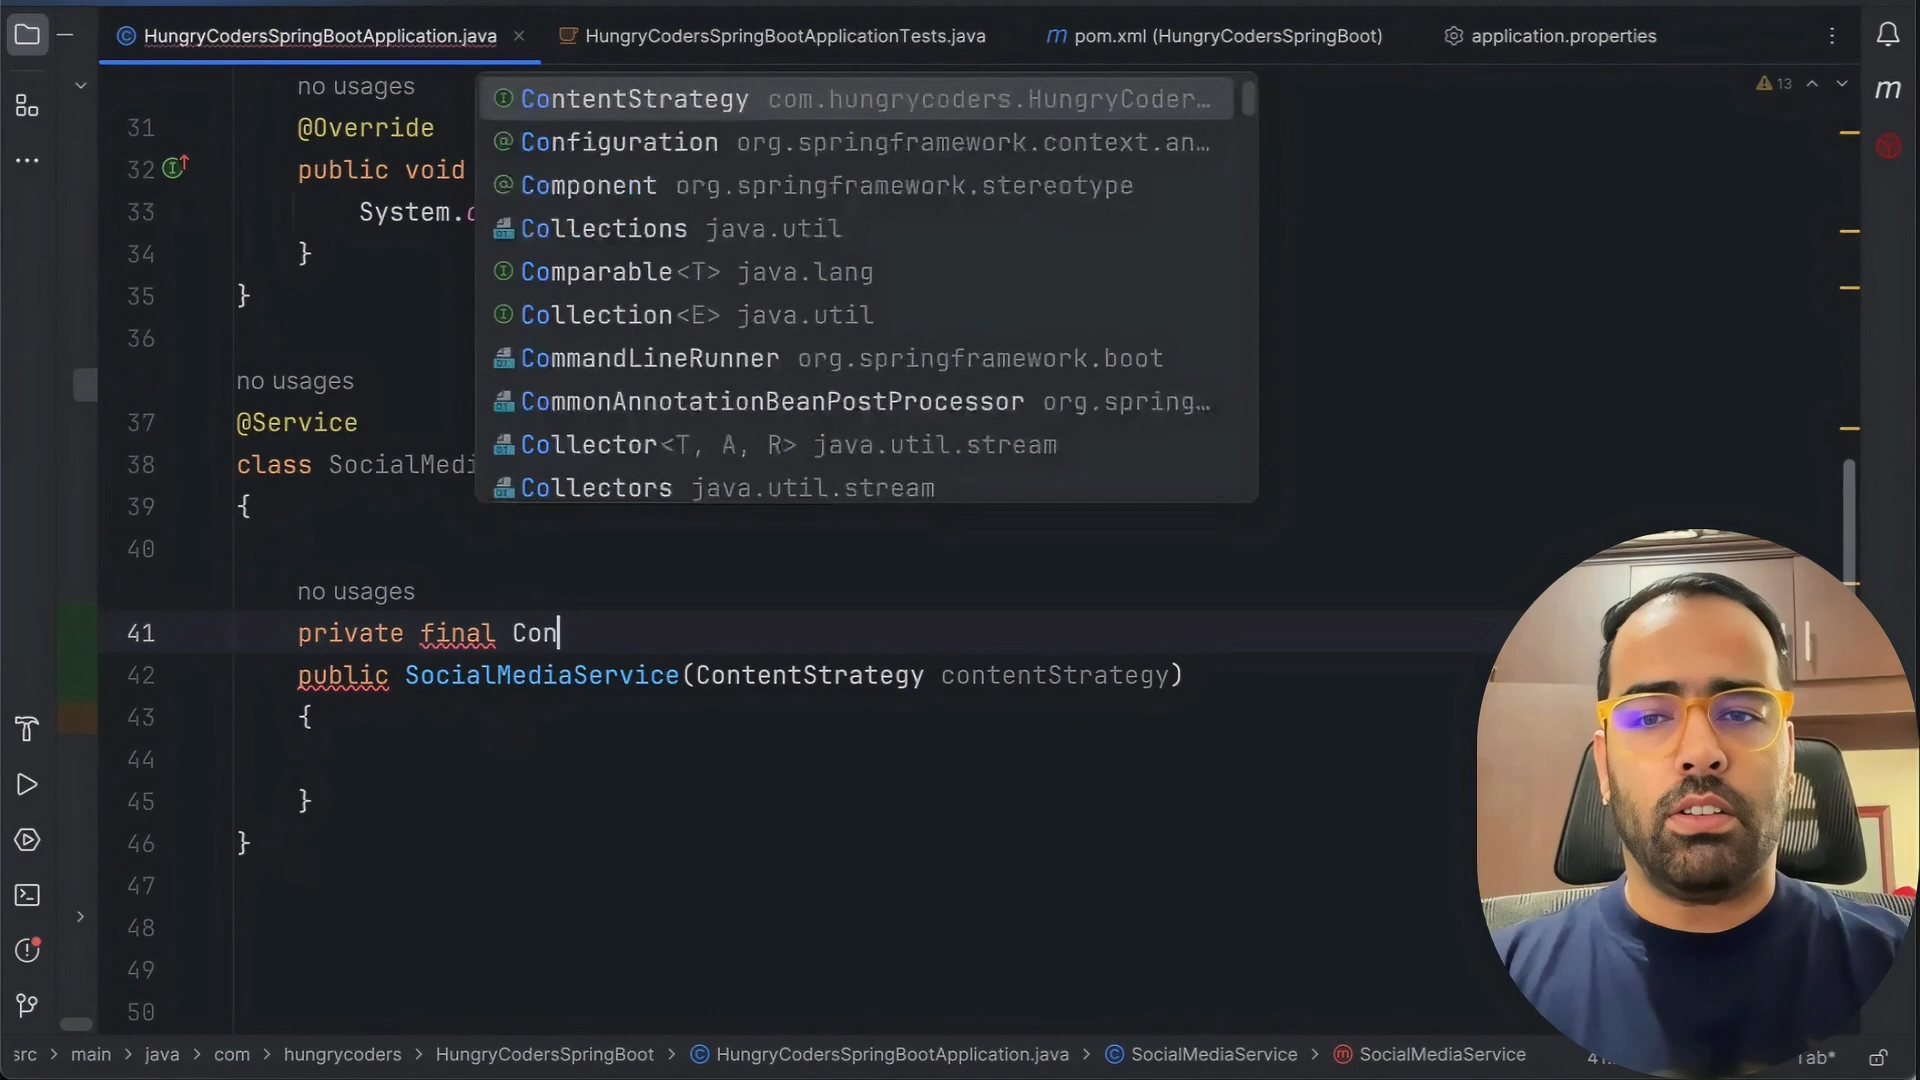 HungryCodersSpringBootApplication.java
HungryCodersSpringBootApplicationTests.java
pom.xml (HungryCodersSpringBoot)
application.properties
no usages
31 @Override
32 public void
33 System.
34 }
35 }
36
no usages
37 @Service
38 class SocialMedi
39 {
40
no usages
41 private final Con
42 public SocialMediaService(ContentStrategy contentStrategy)
43 {
44
45 }
46 }
47
48
49
50
ContentStrategy com.hungrycoders.HungryCoder…
Configuration org.springframework.context.an…
Component org.springframework.stereotype
Collections java.util
Comparable<T> java.lang
Collection<E> java.util
CommandLineRunner org.springframework.boot
CommonAnnotationBeanPostProcessor org.spring…
Collector<T, A, R> java.util.stream
Collectors java.util.stream
13
m
src > main > java > com > hungrycoders > HungryCodersSpringBoot > HungryCodersSpringBootApplication.java > SocialMediaService > SocialMediaService